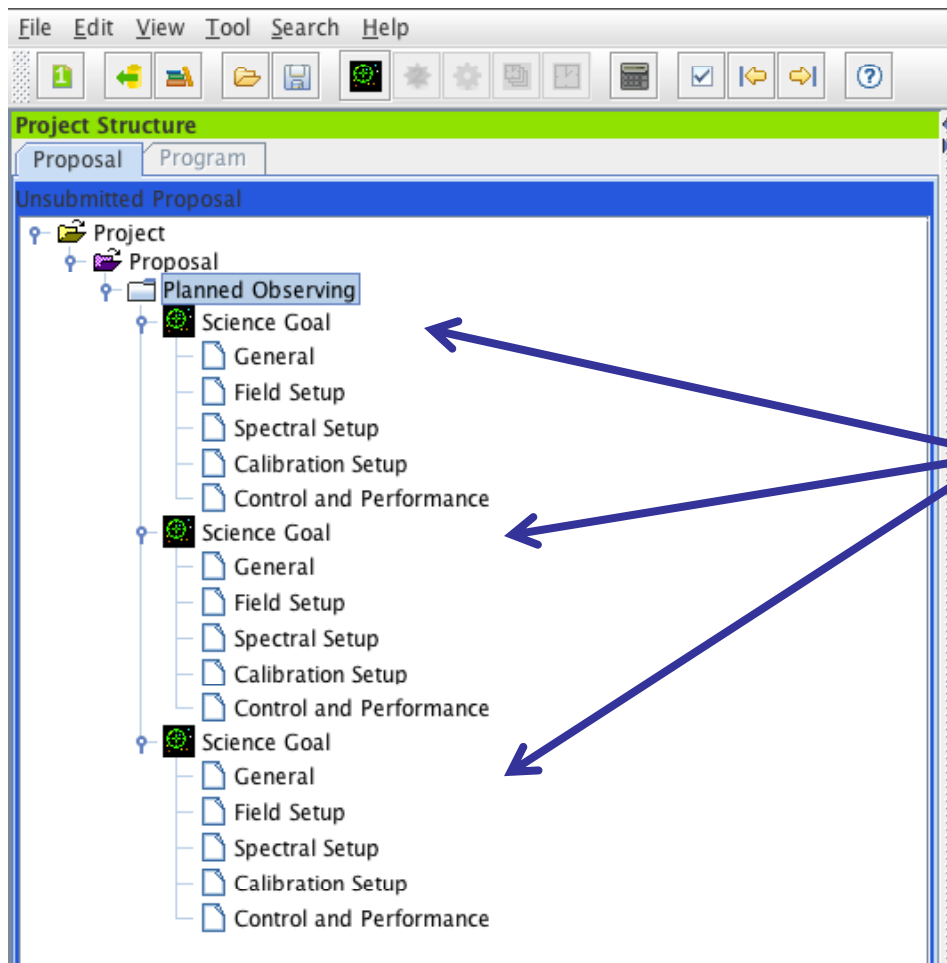 File Edit View Tool Search Help
1 ?
Project Structure
Proposal Program
Unsubmitted Proposal
Project
Proposal
Planned Observing
Science Goal
General
Field Setup
Spectral Setup
Calibration Setup
Control and Performance
Science Goal
General
Field Setup
Spectral Setup
Calibration Setup
Control and Performance
Science Goal
General
Field Setup
Spectral Setup
Calibration Setup
Control and Performance